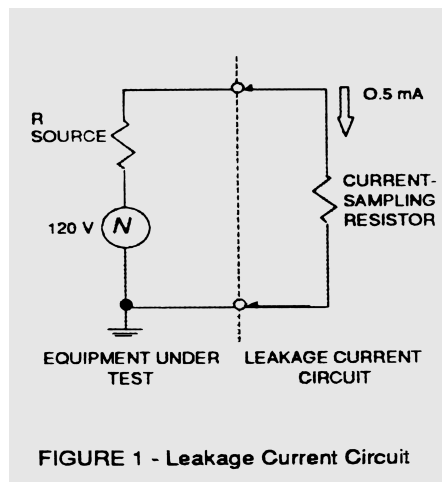 R
SOURCE
120 V
N
0.5 mA
CURRENT-
SAMPLING
RESISTOR
EQUIPMENT UNDER
TEST
LEAKAGE CURRENT
CIRCUIT
FIGURE 1 - Leakage Current Circuit